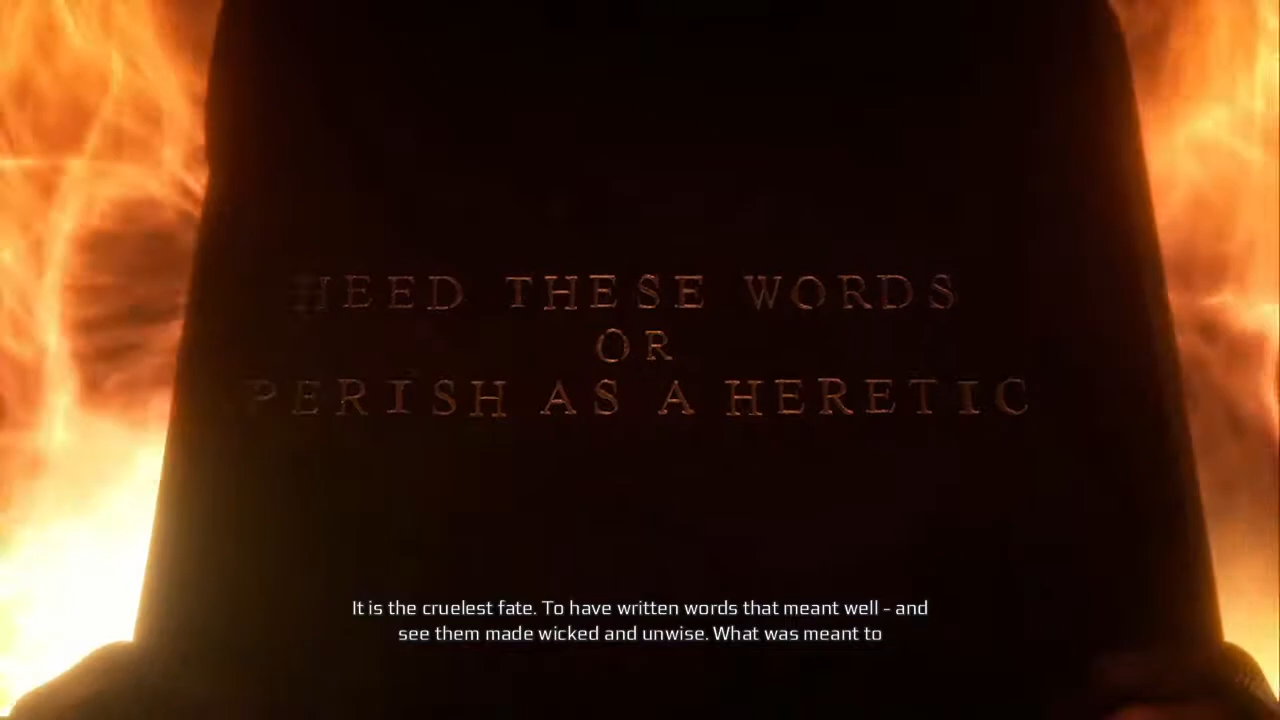 HEED THESE WORDS
OR
PERISH AS A HERETIC
It is the cruelest fate. To have written words that meant well - and
see them made wicked and unwise. What was meant to